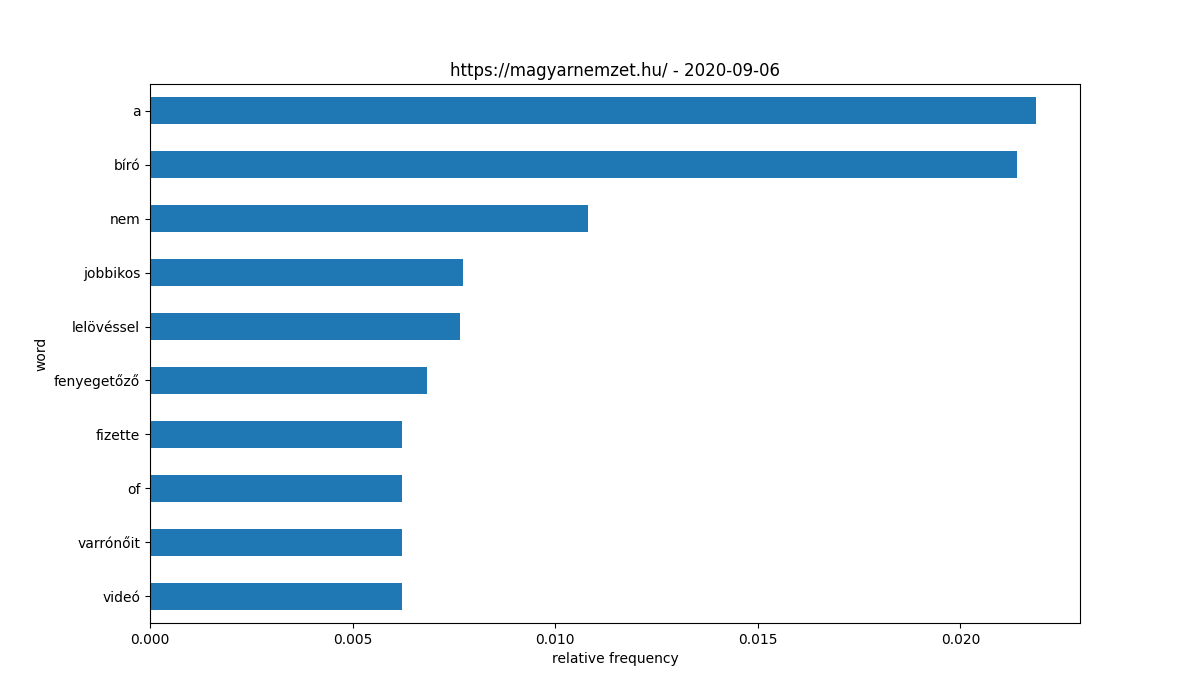 https://magyarnemzet.hu/ - 2020-09-06
a
bíró
nem
jobbikos
lelövéssel
fenyegetőző
fizette
of
varrónőit
videó
word
0.000 0.005 0.010 0.015 0.020
relative frequency